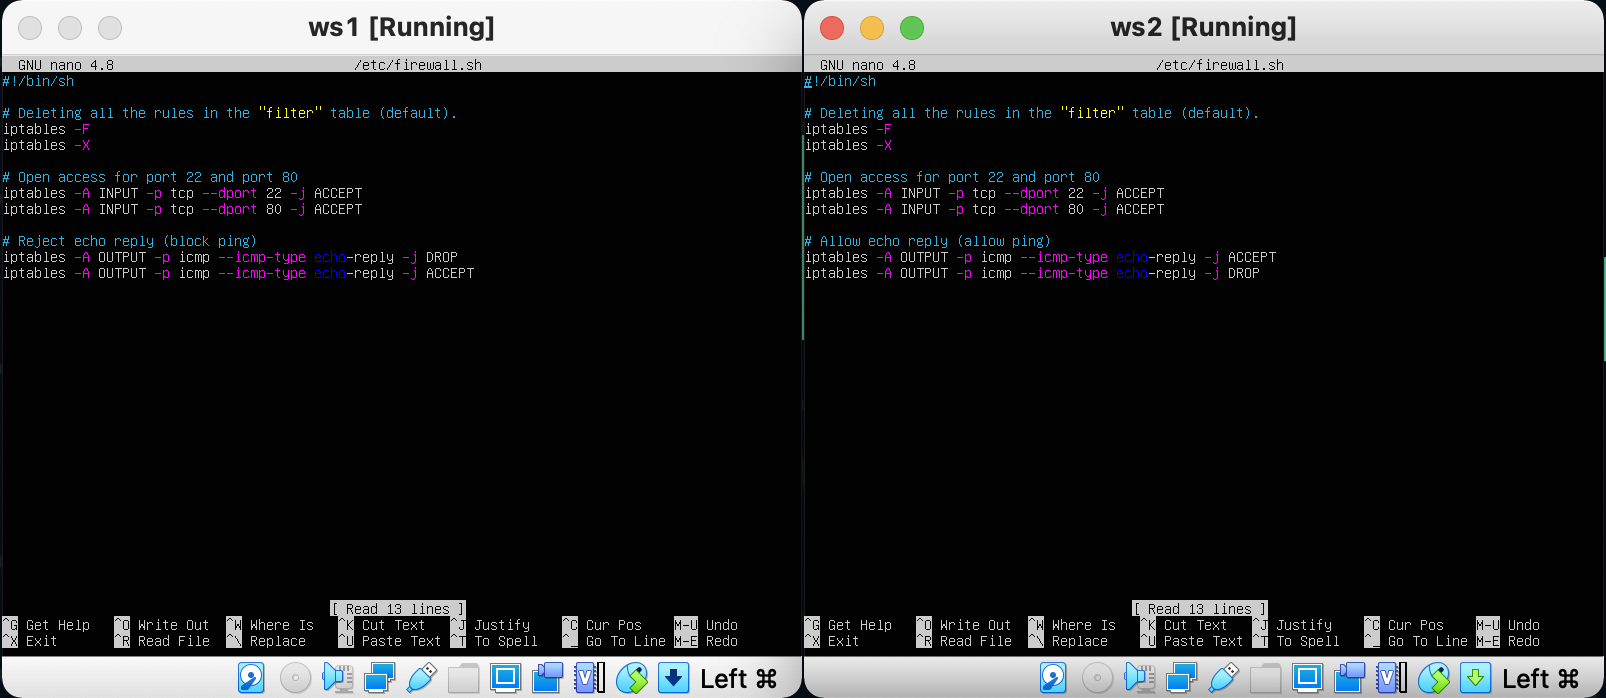 ws1 [Running]
GNU nano 4.8 /etc/firewall.sh
#!/bin/sh
# Deleting all the rules in the "filter" table (default).
iptables -F
iptables -X
# Open access for port 22 and port 80
iptables -A INPUT -p tcp --dport 22 -j ACCEPT
iptables -A INPUT -p tcp --dport 80 -j ACCEPT
# Reject echo reply (block ping)
iptables -A OUTPUT -p icmp --icmp-type echo-reply -j DROP
iptables -A OUTPUT -p icmp --icmp-type echo-reply -j ACCEPT
[ Read 13 lines ]
^G Get Help ^O Write Out ^W Where Is ^K Cut Text ^J Justify ^C Cur Pos M-U Undo
^X Exit ^R Read File ^\ Replace ^U Paste Text ^T To Spell ^_ Go To Line M-E Redo
V
Left ⌘
ws2 [Running]
GNU nano 4.8 /etc/firewall.sh
#!/bin/sh
# Deleting all the rules in the "filter" table (default).
iptables -F
iptables -X
# Open access for port 22 and port 80
iptables -A INPUT -p tcp --dport 22 -j ACCEPT
iptables -A INPUT -p tcp --dport 80 -j ACCEPT
# Allow echo reply (allow ping)
iptables -A OUTPUT -p icmp --icmp-type echo-reply -j ACCEPT
iptables -A OUTPUT -p icmp --icmp-type echo-reply -j DROP
[ Read 13 lines ]
^G Get Help ^O Write Out ^W Where Is ^K Cut Text ^J Justify ^C Cur Pos M-U Undo
^X Exit ^R Read File ^\ Replace ^U Paste Text ^T To Spell ^_ Go To Line M-E Redo
V
Left ⌘